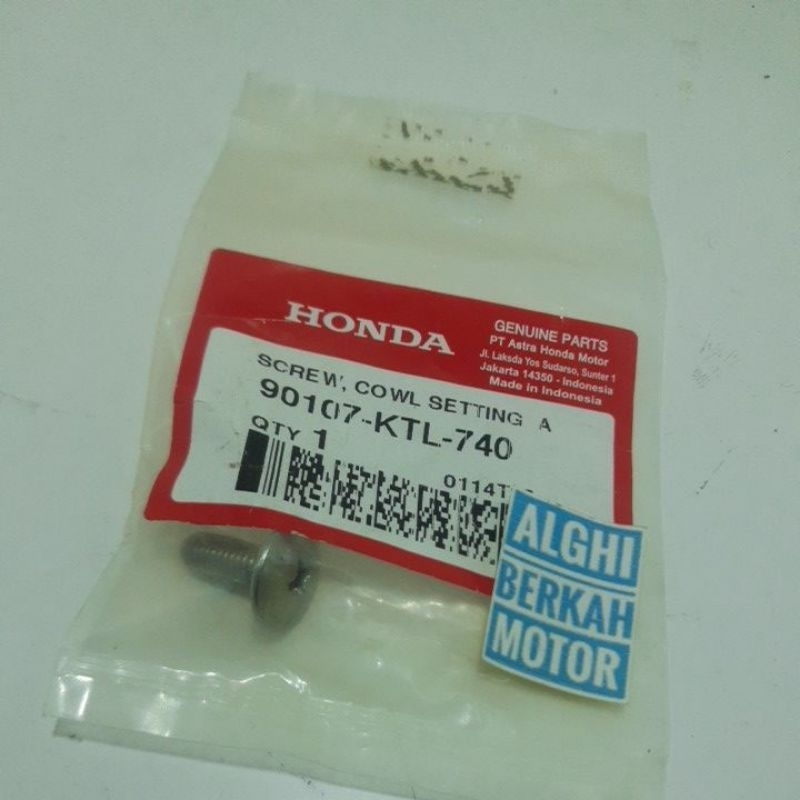 HONDA
GENUINE PARTS
PT Astra Honda Motor
Jl. Laksda Yos Sudarso, Sunter 1
Jakarta 14350 - Indonesia
Made in Indonesia
SCREW, COWL SETTING A
90107-KTL-740
QTY 1
0114T
ALGHI
BERKAH
MOTOR